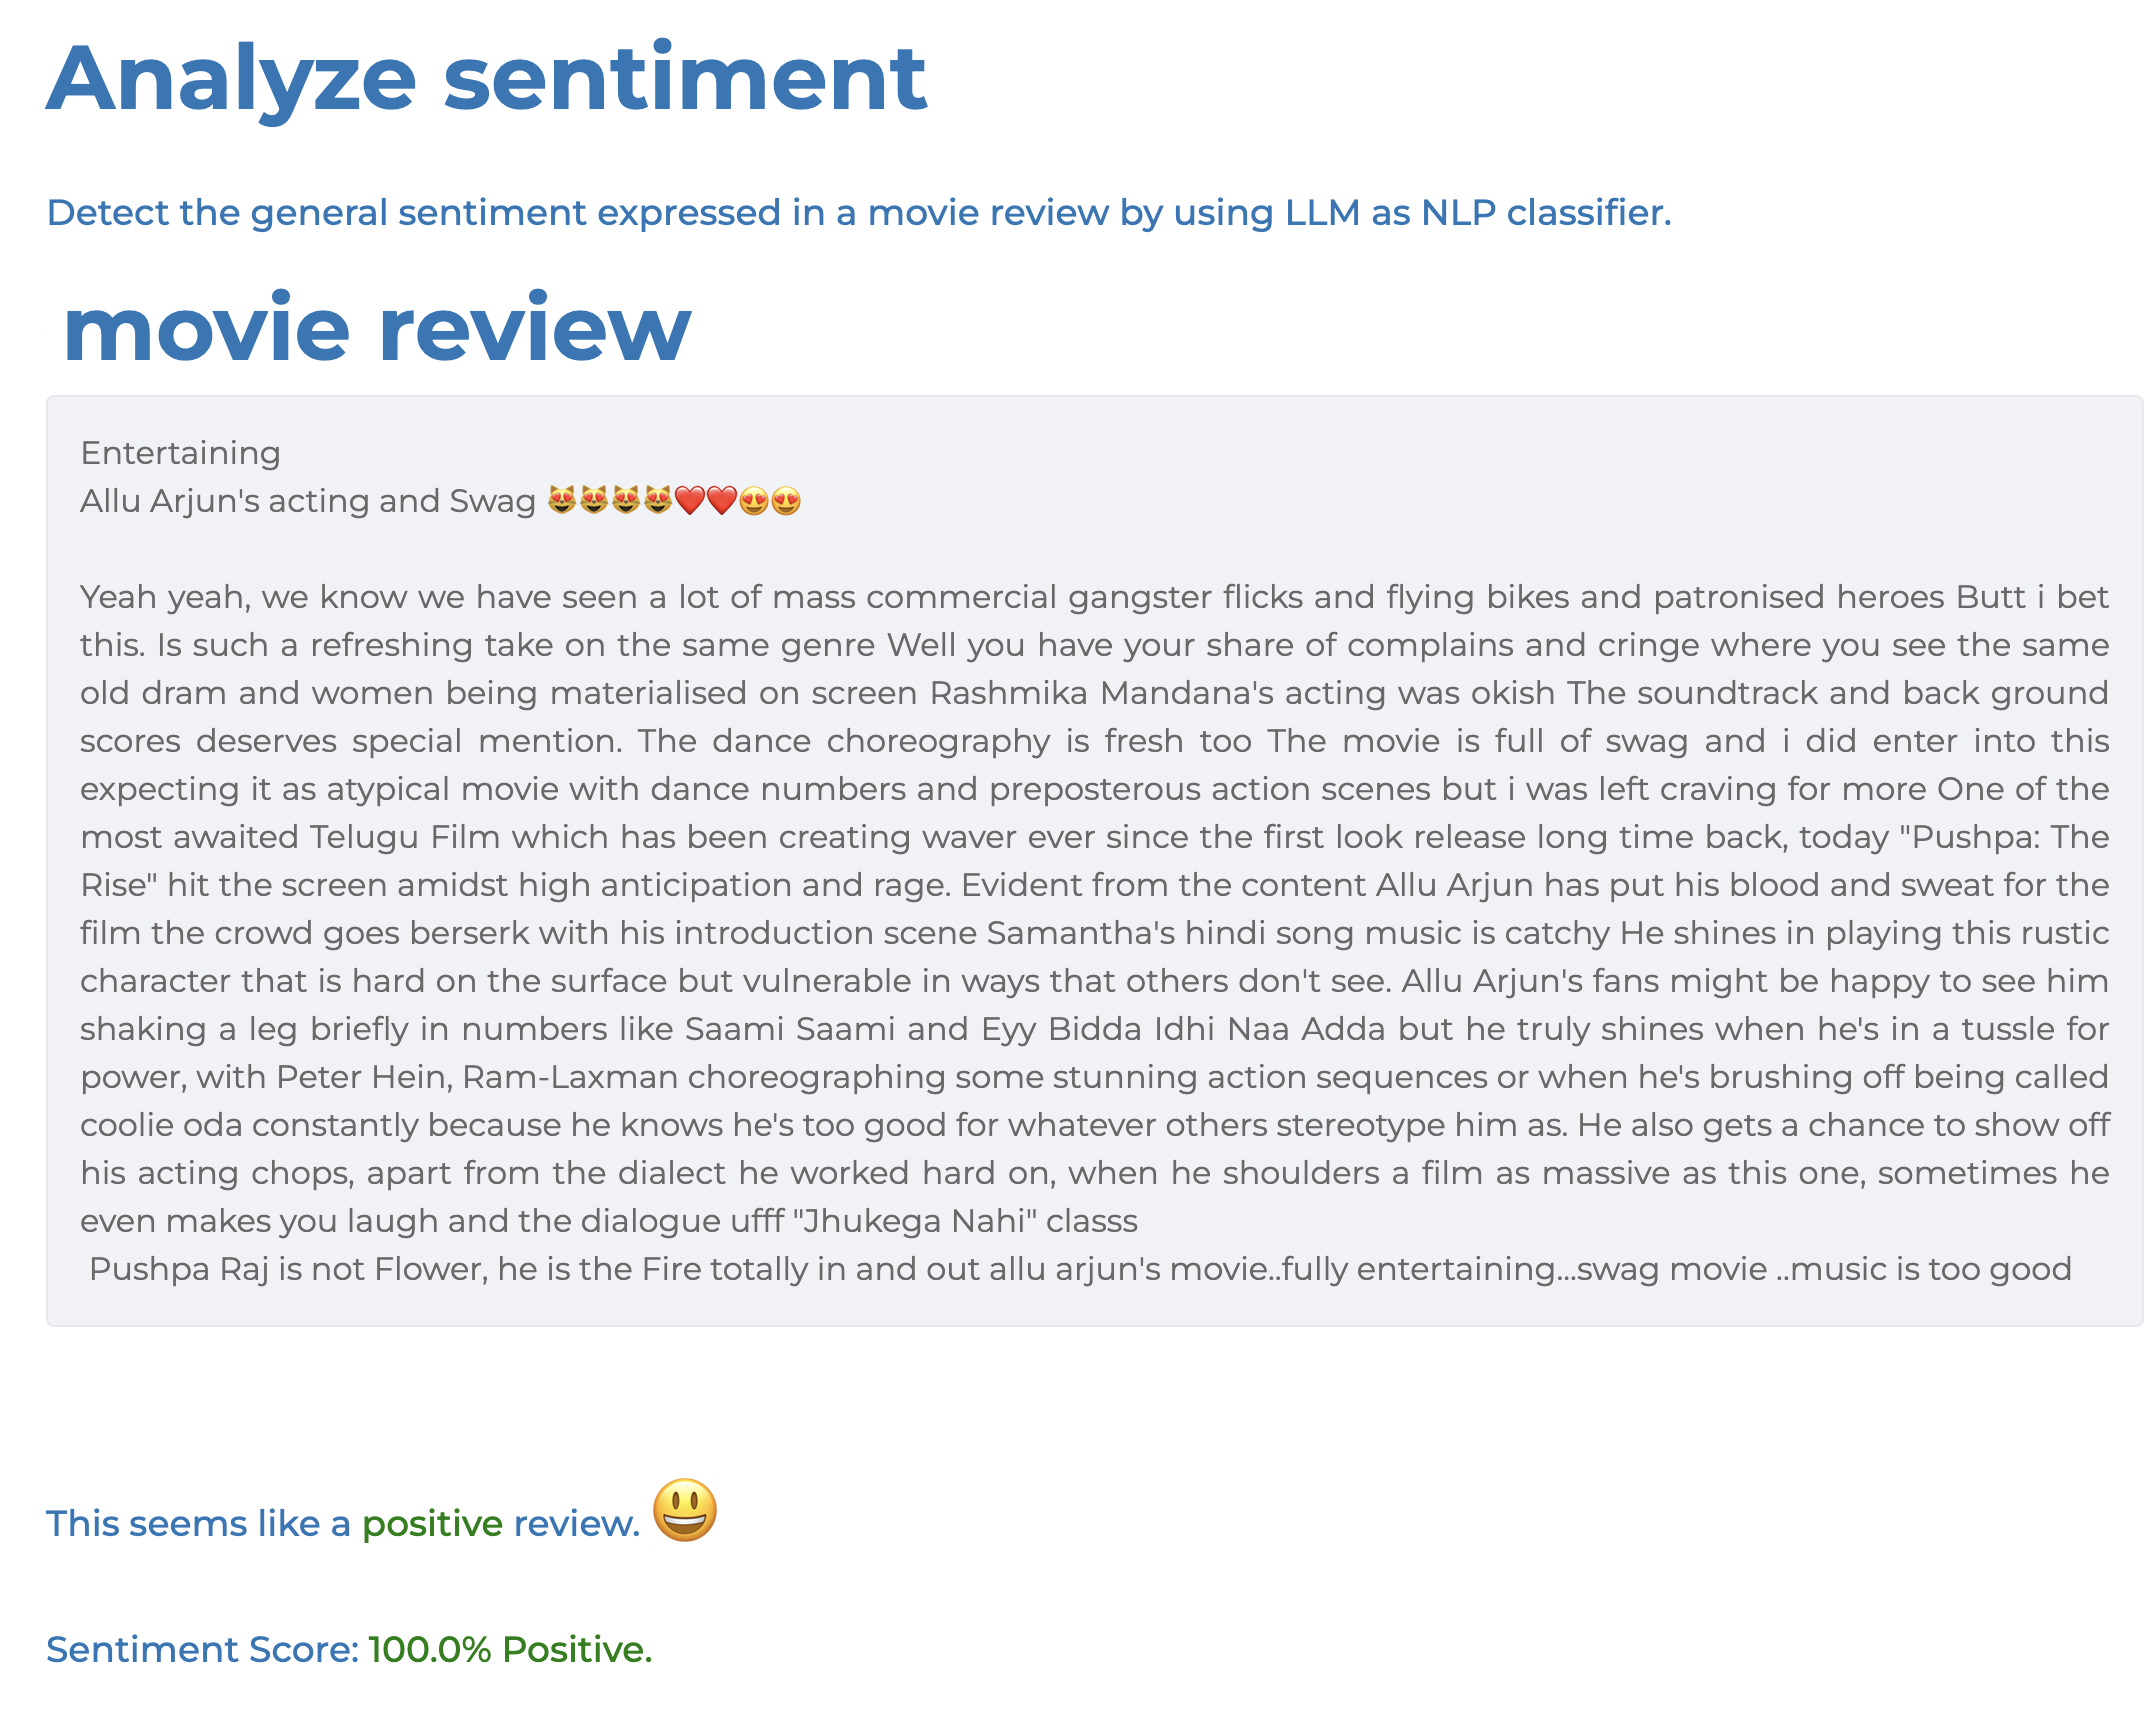 Analyze sentiment
Detect the general sentiment expressed in a movie review by using LLM as NLP classifier.
movie review
Entertaining
Allu Arjun's acting and Swag 😻😻😻😻❤️❤️😍😍
Yeah yeah, we know we have seen a lot of mass commercial gangster flicks and flying bikes and patronised heroes Butt i bet
this. Is such a refreshing take on the same genre Well you have your share of complains and cringe where you see the same
old dram and women being materialised on screen Rashmika Mandana's acting was okish The soundtrack and back ground
scores deserves special mention. The dance choreography is fresh too The movie is full of swag and i did enter into this
expecting it as atypical movie with dance numbers and preposterous action scenes but i was left craving for more One of the
most awaited Telugu Film which has been creating waver ever since the first look release long time back, today "Pushpa: The
Rise" hit the screen amidst high anticipation and rage. Evident from the content Allu Arjun has put his blood and sweat for the
film the crowd goes berserk with his introduction scene Samantha's hindi song music is catchy He shines in playing this rustic
character that is hard on the surface but vulnerable in ways that others don't see. Allu Arjun's fans might be happy to see him
shaking a leg briefly in numbers like Saami Saami and Eyy Bidda Idhi Naa Adda but he truly shines when he's in a tussle for
power, with Peter Hein, Ram-Laxman choreographing some stunning action sequences or when he's brushing off being called
coolie oda constantly because he knows he's too good for whatever others stereotype him as. He also gets a chance to show off
his acting chops, apart from the dialect he worked hard on, when he shoulders a film as massive as this one, sometimes he
even makes you laugh and the dialogue ufff "Jhukega Nahi" classs
Pushpa Raj is not Flower, he is the Fire totally in and out allu arjun's movie..fully entertaining...swag movie ..music is too good
This seems like a positive review. 😃
Sentiment Score: 100.0% Positive.